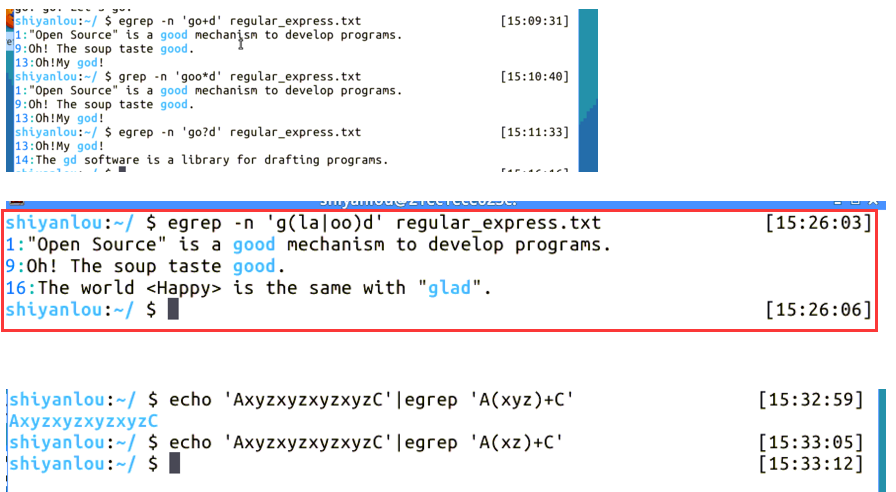 go! go! Let's go.
shiyanlou:~/ $ egrep -n 'go+d' regular_express.txt [15:09:31]
1:"Open Source" is a good mechanism to develop programs.
9:Oh! The soup taste good.
13:Oh!My god!
shiyanlou:~/ $ grep -n 'goo*d' regular_express.txt [15:10:40]
1:"Open Source" is a good mechanism to develop programs.
9:Oh! The soup taste good.
13:Oh!My god!
shiyanlou:~/ $ egrep -n 'go?d' regular_express.txt [15:11:33]
13:Oh!My god!
14:The gd software is a library for drafting programs.
shiyanlou:~/ $ [15:16:16]
shiyanlou:~/ $ egrep -n 'g(la|oo)d' regular_express.txt [15:26:03]
1:"Open Source" is a good mechanism to develop programs.
9:Oh! The soup taste good.
16:The world <Happy> is the same with "glad".
shiyanlou:~/ $ [15:26:06]
shiyanlou:~/ $ echo 'AxyzxyzxyzxyzC'|egrep 'A(xyz)+C' [15:32:59]
AxyzxyzxyzxyzC
shiyanlou:~/ $ echo 'AxyzxyzxyzxyzC'|egrep 'A(xz)+C' [15:33:05]
shiyanlou:~/ $ [15:33:12]